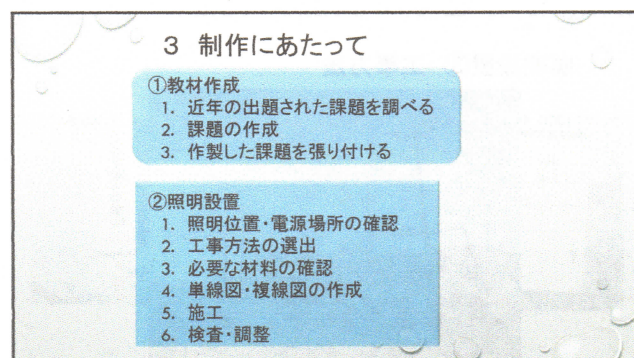 3 制作にあたって
①教材作成
1. 近年の出題された課題を調べる
2. 課題の作成
3. 作製した課題を張り付ける
②照明設置
1. 照明位置・電源場所の確認
2. 工事方法の選出
3. 必要な材料の確認
4. 単線図・複線図の作成
5. 施工
6. 検査・調整